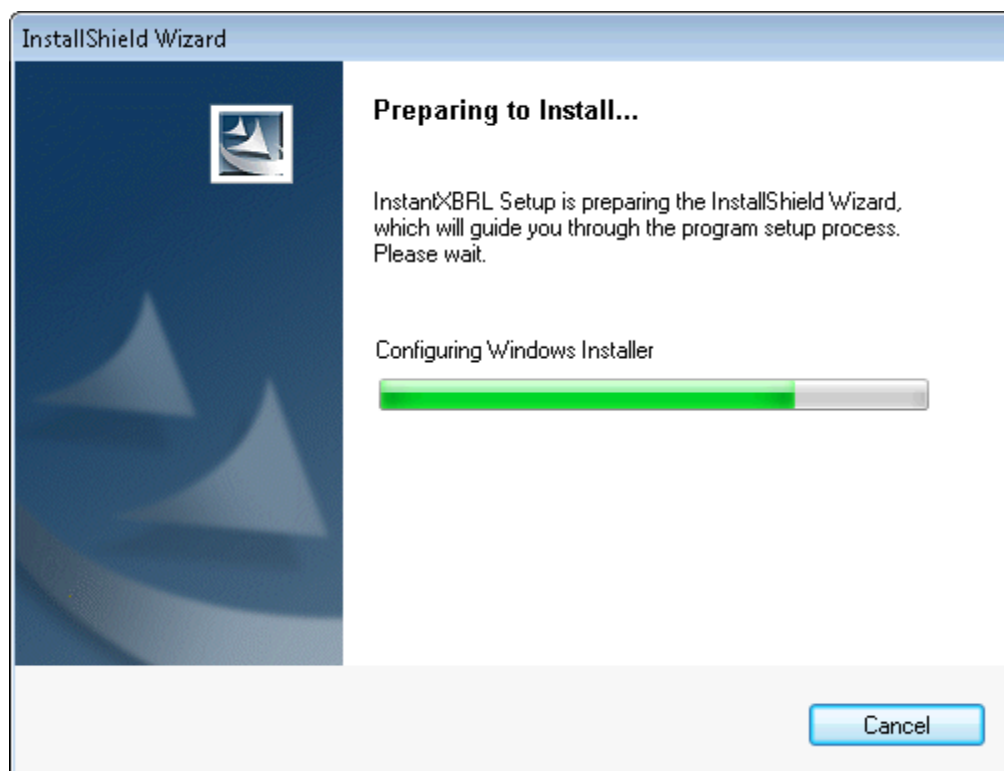 InstallShield Wizard
Preparing to Install...
InstantXBRL Setup is preparing the InstallShield Wizard,
which will guide you through the program setup process.
Please wait.
Configuring Windows Installer
Cancel